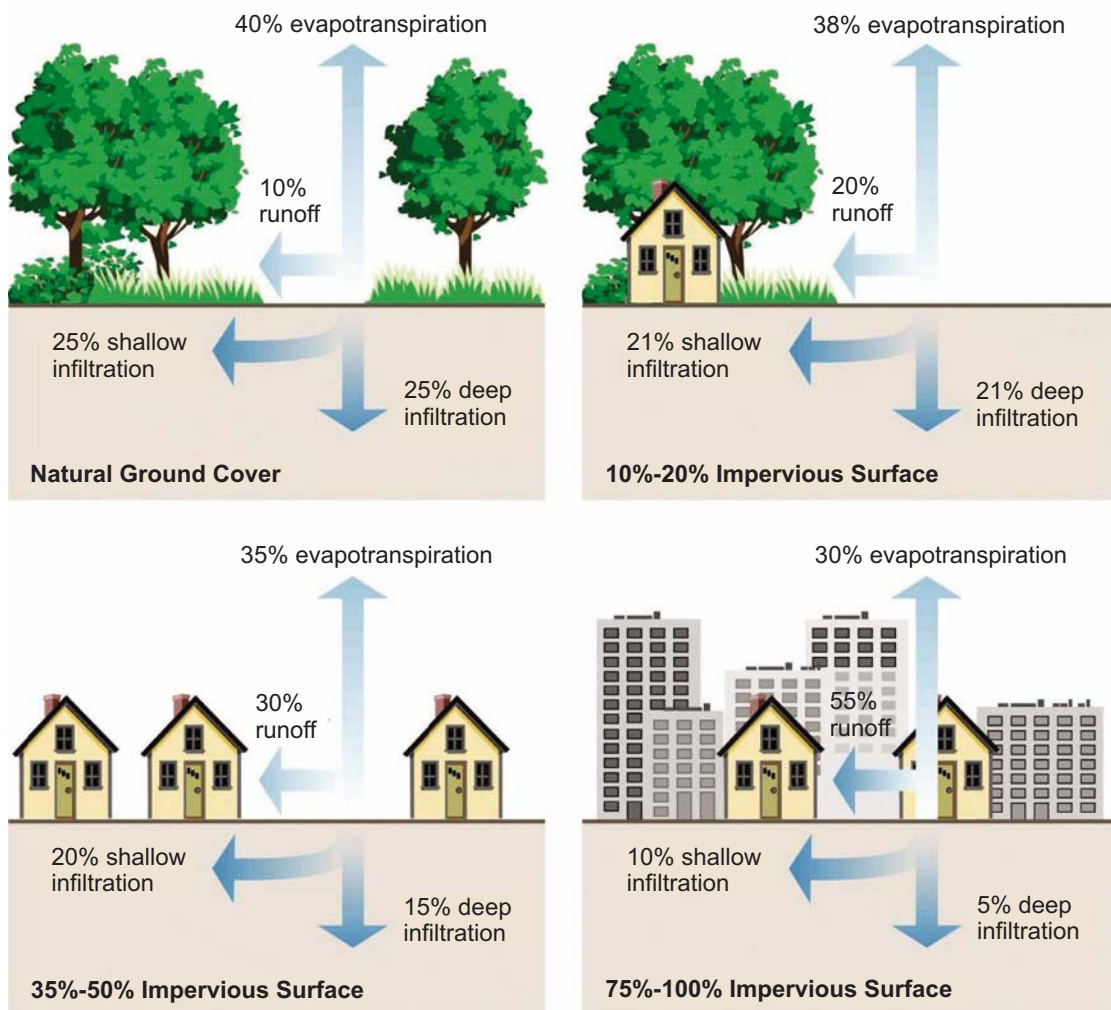 40% evapotranspiration
10%
runoff
25% shallow
infiltration
25% deep
infiltration
Natural Ground Cover
38% evapotranspiration
20%
runoff
21% shallow
infiltration
21% deep
infiltration
10%-20% Impervious Surface
35% evapotranspiration
30%
runoff
20% shallow
infiltration
15% deep
infiltration
35%-50% Impervious Surface
30% evapotranspiration
55%
runoff
10% shallow
infiltration
5% deep
infiltration
75%-100% Impervious Surface